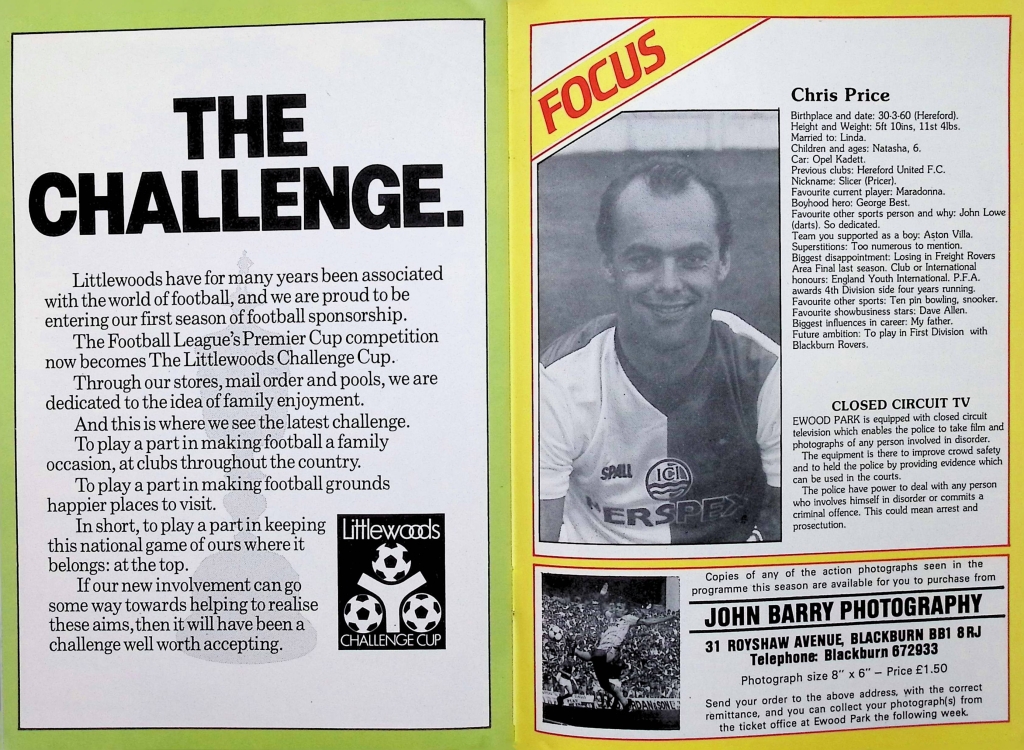 THE
CHALLENGE.
Littlewoods have for many years been associated
with the world of football, and we are proud to be
entering our first season of football sponsorship.
The Football League's Premier Cup competition
now becomes The Littlewoods Challenge Cup.
Through our stores, mail order and pools, we are
dedicated to the idea of family enjoyment.
And this is where we see the latest challenge.
To play a part in making football a family
occasion, at clubs throughout the country.
To play a part in making football grounds
happier places to visit.
In short, to play a part in keeping
this national game of ours where it
belongs: at the top.
If our new involvement can go
some way towards helping to realise
these aims, then it will have been a
challenge well worth accepting.
Littlewoods
CHALLENGE CUP
FOCUS
Chris Price
Birthplace and date: 30-3-60 (Hereford).
Height and Weight: 5ft 10ins, 11st 4lbs.
Married to: Linda.
Children and ages: Natasha, 6.
Car: Opel Kadett.
Previous clubs: Hereford United F.C.
Nickname: Slicer (Pricer).
Favourite current player: Maradonna.
Boyhood hero: George Best.
Favourite other sports person and why: John Lowe
(darts). So dedicated.
Team you supported as a boy: Aston Villa.
Superstitions: Too numerous to mention.
Biggest disappointment: Losing in Freight Rovers
Area Final last season. Club or International
honours: England Youth International. P.F.A.
awards 4th Division side four years running.
Favourite other sports: Ten pin bowling, snooker.
Favourite showbusiness stars: Dave Allen.
Biggest influences in career: My father.
Future ambition: To play in First Division with
Blackburn Rovers.
SPALL
ICI
PERSPEX
CLOSED CIRCUIT TV
EWOOD PARK is equipped with closed circuit
television which enables the police to take film and
photographs of any person involved in disorder.
The equipment is there to improve crowd safety
and to held the police by providing evidence which
can be used in the courts.
The police have power to deal with any person
who involves himself in disorder or commits a
criminal offence. This could mean arrest and
prosectution.
Copies of any of the action photographs seen in the
programme this season are available for you to purchase from
JOHN BARRY PHOTOGRAPHY
31 ROYSHAW AVENUE, BLACKBURN BB1 8RJ
Telephone: Blackburn 672933
Photograph size 8" x 6" — Price £1.50
Send your order to the above address, with the correct
remittance, and you can collect your photograph(s) from
the ticket office at Ewood Park the following week.